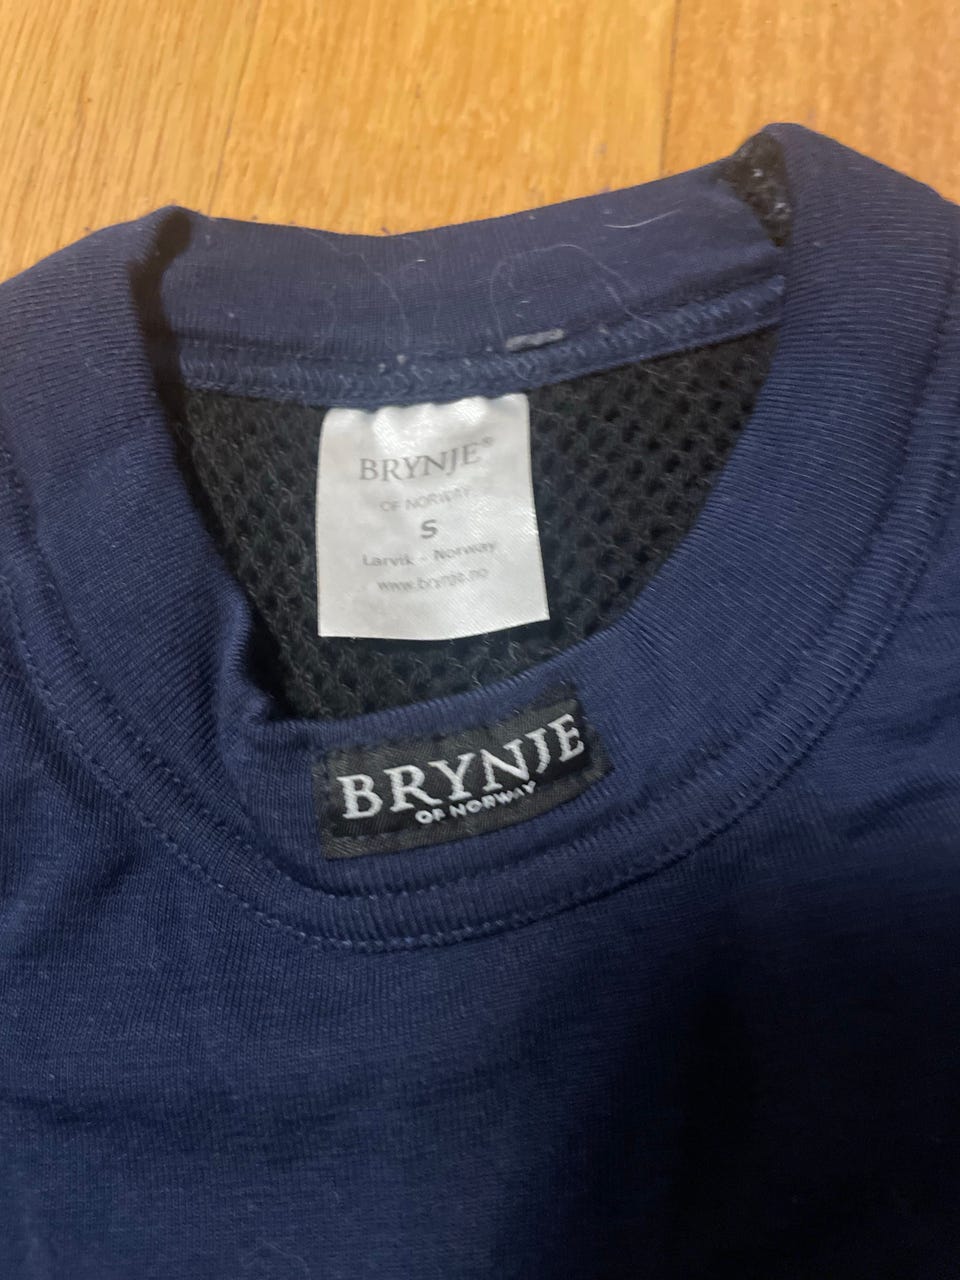 BRYNJE®
OF NORWAY
S
Larvik - Norway
www.brynje.no
BRYNJE
OF NORWAY